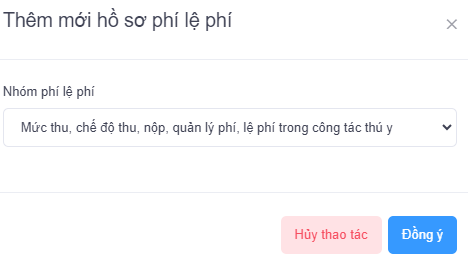 Thêm mới hồ sơ phí lệ phí
Nhóm phí lệ phí
Mức thu, chế độ thu, nộp, quản lý phí, lệ phí trong công tác thú y
Hủy thao tác
Đồng ý